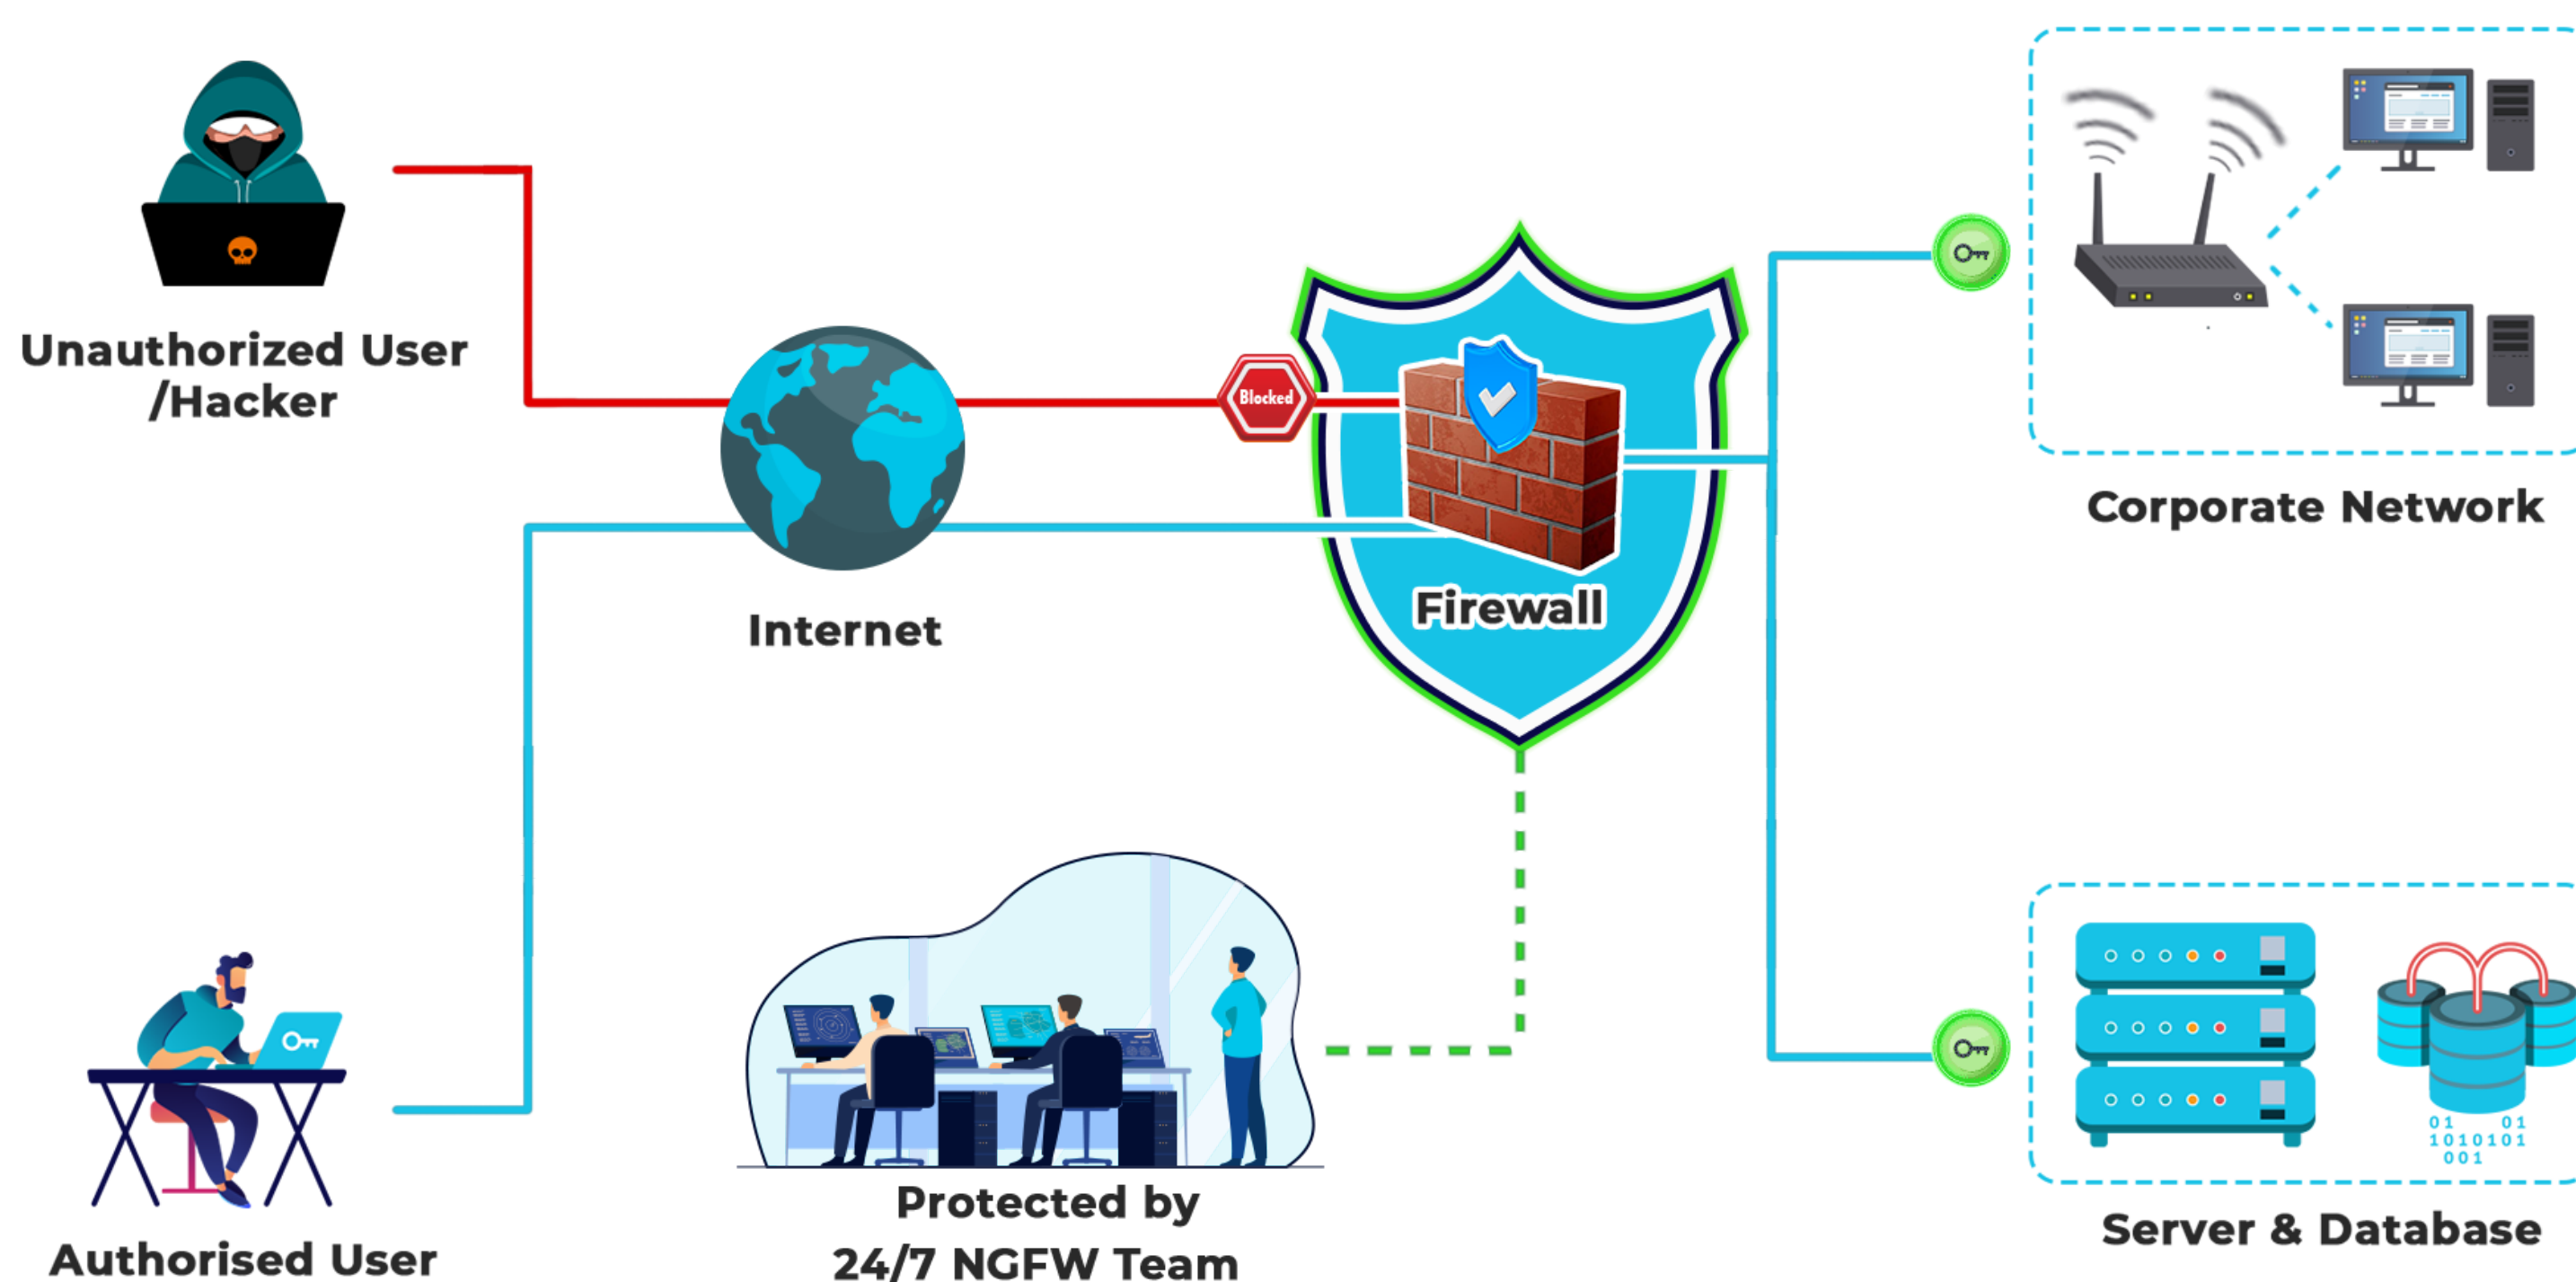 Unauthorized User
/Hacker
Internet
Blocked
Firewall
Corporate Network
Authorised User
Protected by
24/7 NGFW Team
01 01
1010101
001
Server & Database